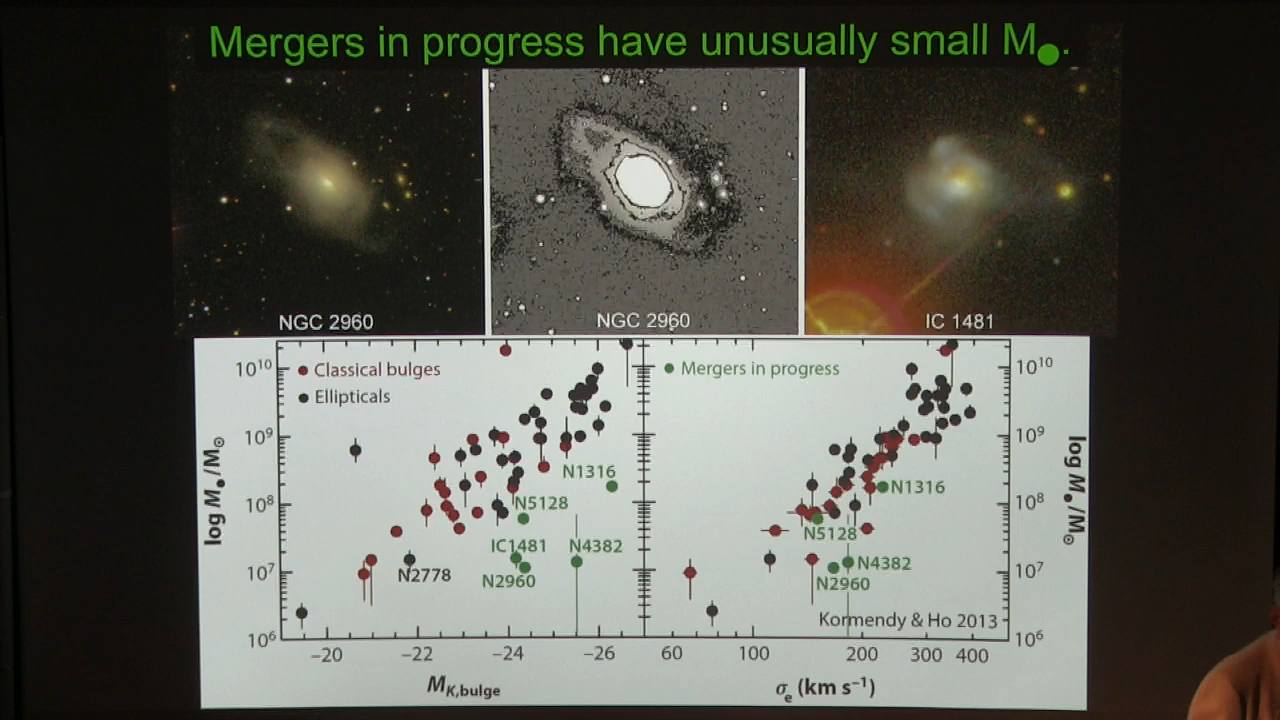 Mergers in progress have unusually small M●.
NGC 2960
NGC 2960
IC 1481
● Classical bulges
● Ellipticals
● Mergers in progress
log M●/M⊙
10¹⁰
10⁹
10⁸
10⁷
10⁶
N1316
N5128
IC1481
N4382
N2960
N2778
N1316
N5128
N4382
N2960
Kormendy & Ho 2013
10¹⁰
10⁹
10⁸
10⁷
10⁶
log M●/M⊙
–20 –22 –24 –26
60 100 200 300 400
M_K,bulge
σ_e (km s⁻¹)